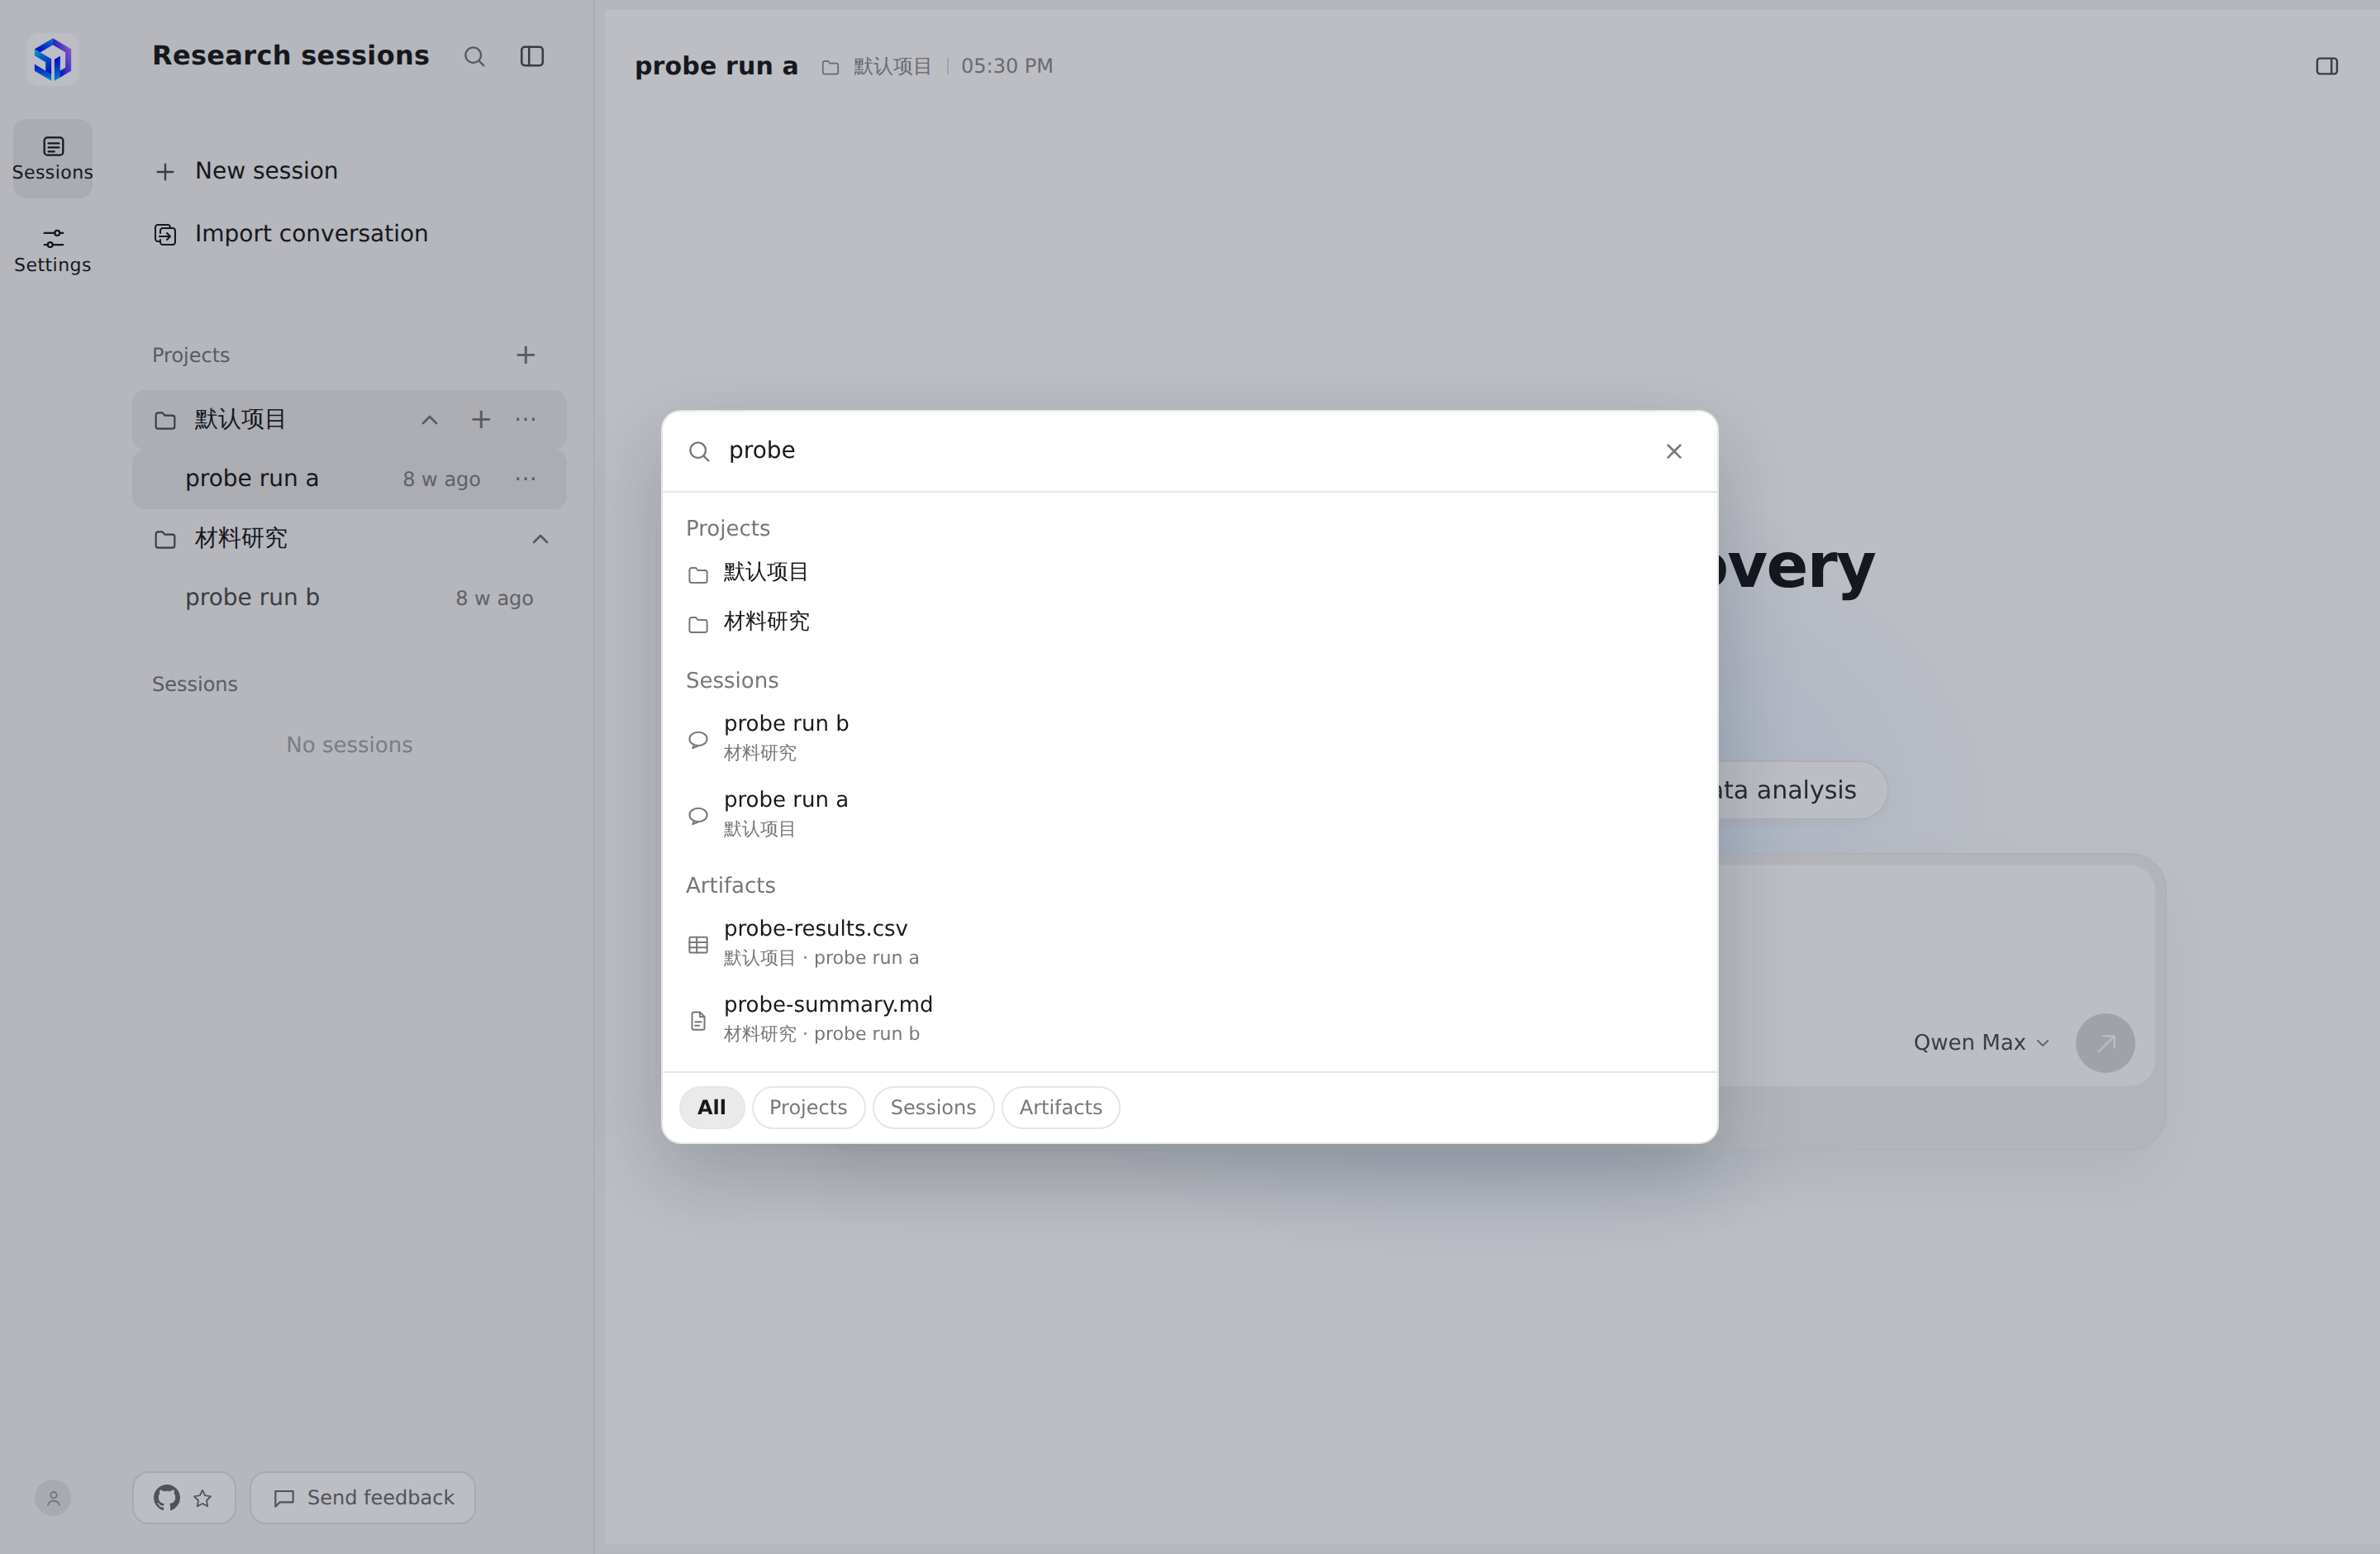 Research sessions
Sessions
Settings
New session
Import conversation
Projects
默认项目
probe run a 8 w ago
材料研究
probe run b 8 w ago
Sessions
No sessions
Send feedback
probe run a 默认项目 05:30 PM
probe
Projects
默认项目
材料研究
Sessions
probe run b
材料研究
probe run a
默认项目
Artifacts
probe-results.csv
默认项目 · probe run a
probe-summary.md
材料研究 · probe run b
All Projects Sessions Artifacts
overy
ata analysis
Qwen Max